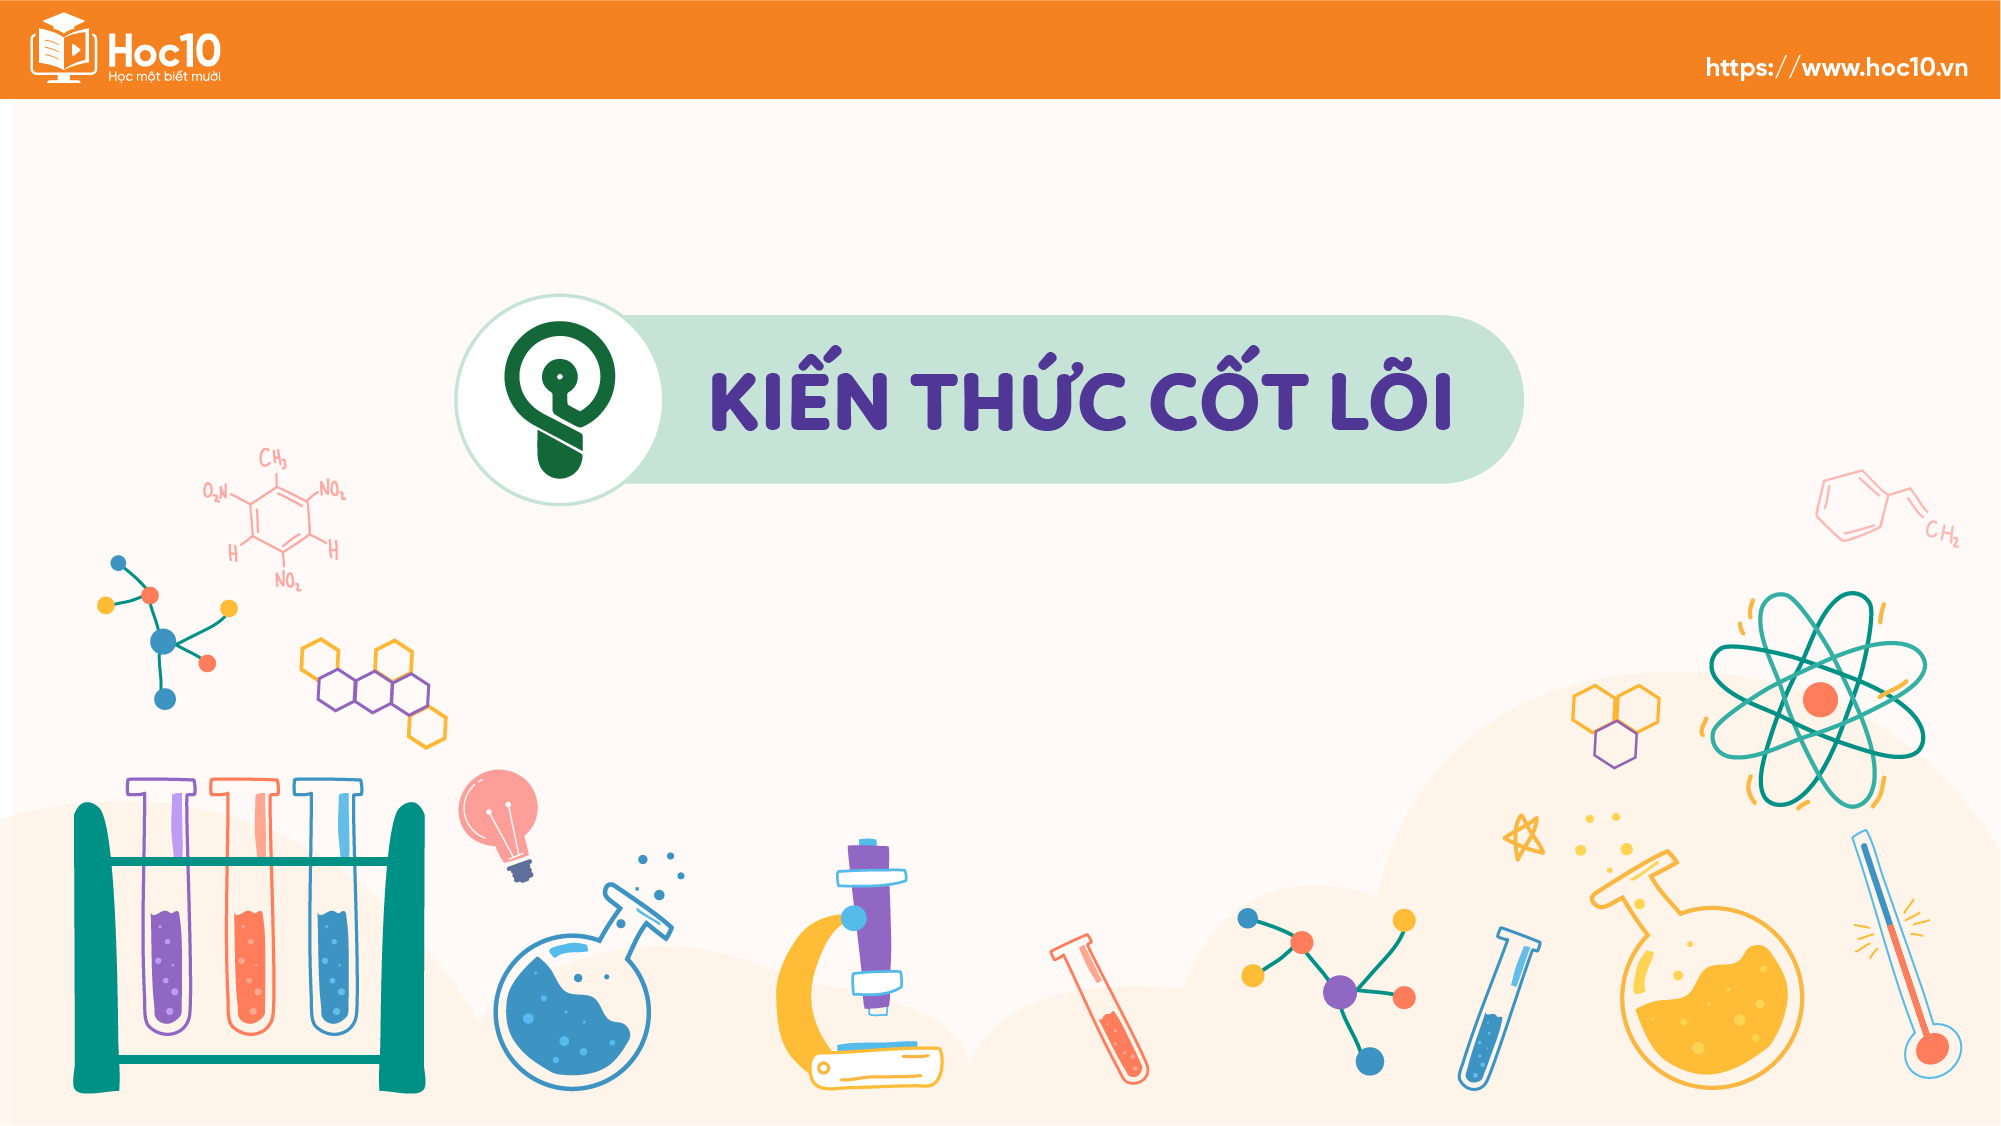 Hoc10
Học một biết mười
https://www.hoc10.vn
KIẾN THỨC CỐT LÕI
CH3
O2N
NO2
H
H
NO2
CH2